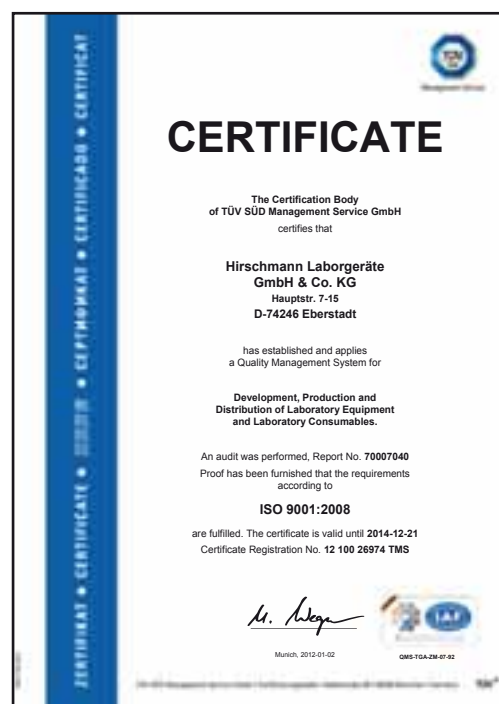 CERTIFICATE
The Certification Body
of TÜV SÜD Management Service GmbH
certifies that
Hirschmann Laborgeräte
GmbH & Co. KG
Hauptstr. 7-15
D-74246 Eberstadt
has established and applies
a Quality Management System for
Development, Production and
Distribution of Laboratory Equipment
and Laboratory Consumables.
An audit was performed, Report No. 70007040
Proof has been furnished that the requirements
according to
ISO 9001:2008
are fulfilled. The certificate is valid until 2014-12-21
Certificate Registration No. 12 100 26974 TMS
Munich, 2012-01-02
QMS-TGA-ZM-07-92
IAF
TÜV
ZERTIFIKAT ◆ CERTIFICATE ◆
◆ СЕРТИФИКАТ ◆ CERTIFICADO ◆ CERTIFICAT